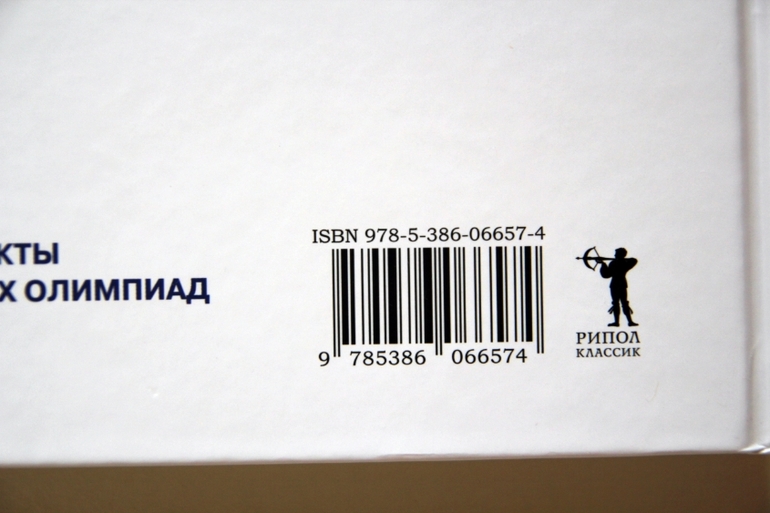 КТЫ
Х ОЛИМПИАД
ISBN 978-5-386-06657-4
9 785386 066574
РИПОЛ
КЛАССИК